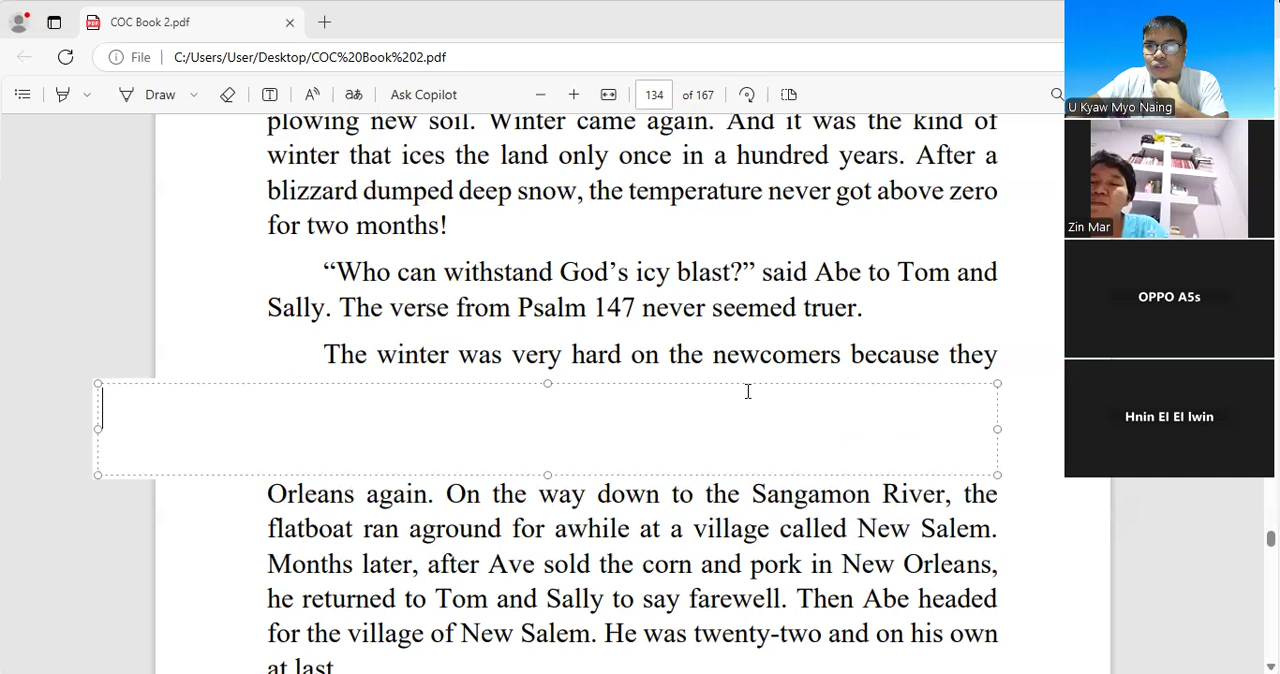 COC Book 2.pdf
File
C:/Users/User/Desktop/COC%20Book%202.pdf
Draw
Ask Copilot
134 of 167
plowing new soil. Winter came again. And it was the kind of
winter that ices the land only once in a hundred years. After a
blizzard dumped deep snow, the temperature never got above zero
for two months!
“Who can withstand God’s icy blast?” said Abe to Tom and
Sally. The verse from Psalm 147 never seemed truer.
The winter was very hard on the newcomers because they
Orleans again. On the way down to the Sangamon River, the
flatboat ran aground for awhile at a village called New Salem.
Months later, after Ave sold the corn and pork in New Orleans,
he returned to Tom and Sally to say farewell. Then Abe headed
for the village of New Salem. He was twenty-two and on his own
at last
U Kyaw Myo Naing
Zin Mar
OPPO A5s
Hnin EI EI lwin